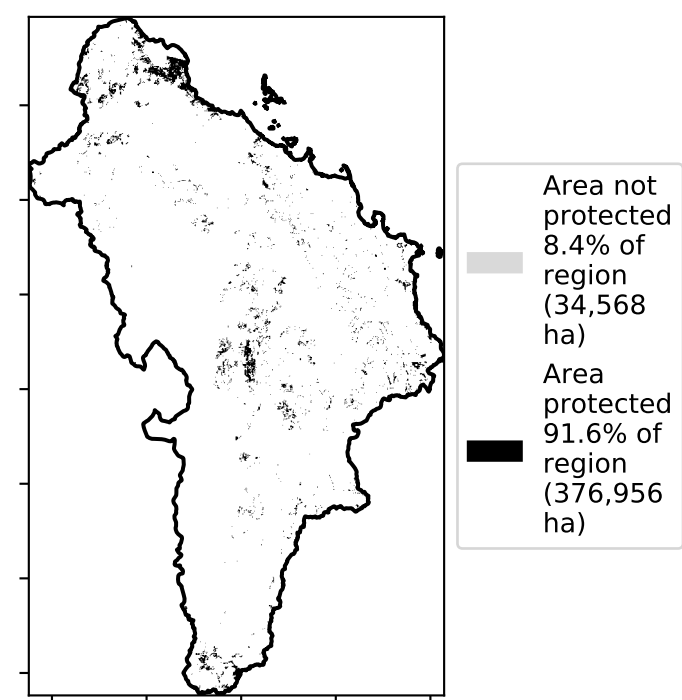 Area not
protected
8.4% of
region
(34,568
ha)
Area
protected
91.6% of
region
(376,956
ha)